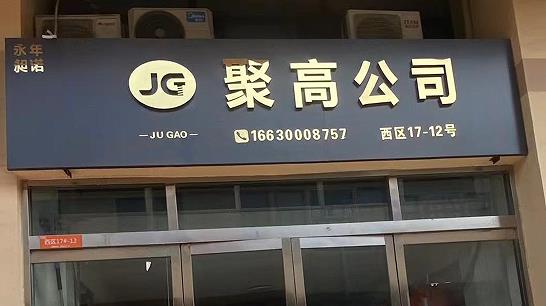 永年
昶诺
JG
聚高公司
—JU GAO—
16630008757
西区17-12号
西区17#-12
Midea